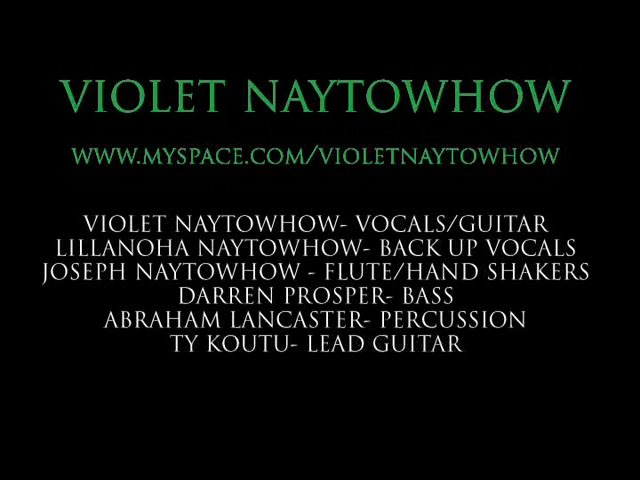 VIOLET NAYTOWHOW
WWW.MYSPACE.COM/VIOLETNAYTOWHOW
VIOLET NAYTOWHOW- VOCALS/GUITAR
LILLANOHA NAYTOWHOW- BACK UP VOCALS
JOSEPH NAYTOWHOW - FLUTE/HAND SHAKERS
DARREN PROSPER- BASS
ABRAHAM LANCASTER- PERCUSSION
TY KOUTU- LEAD GUITAR